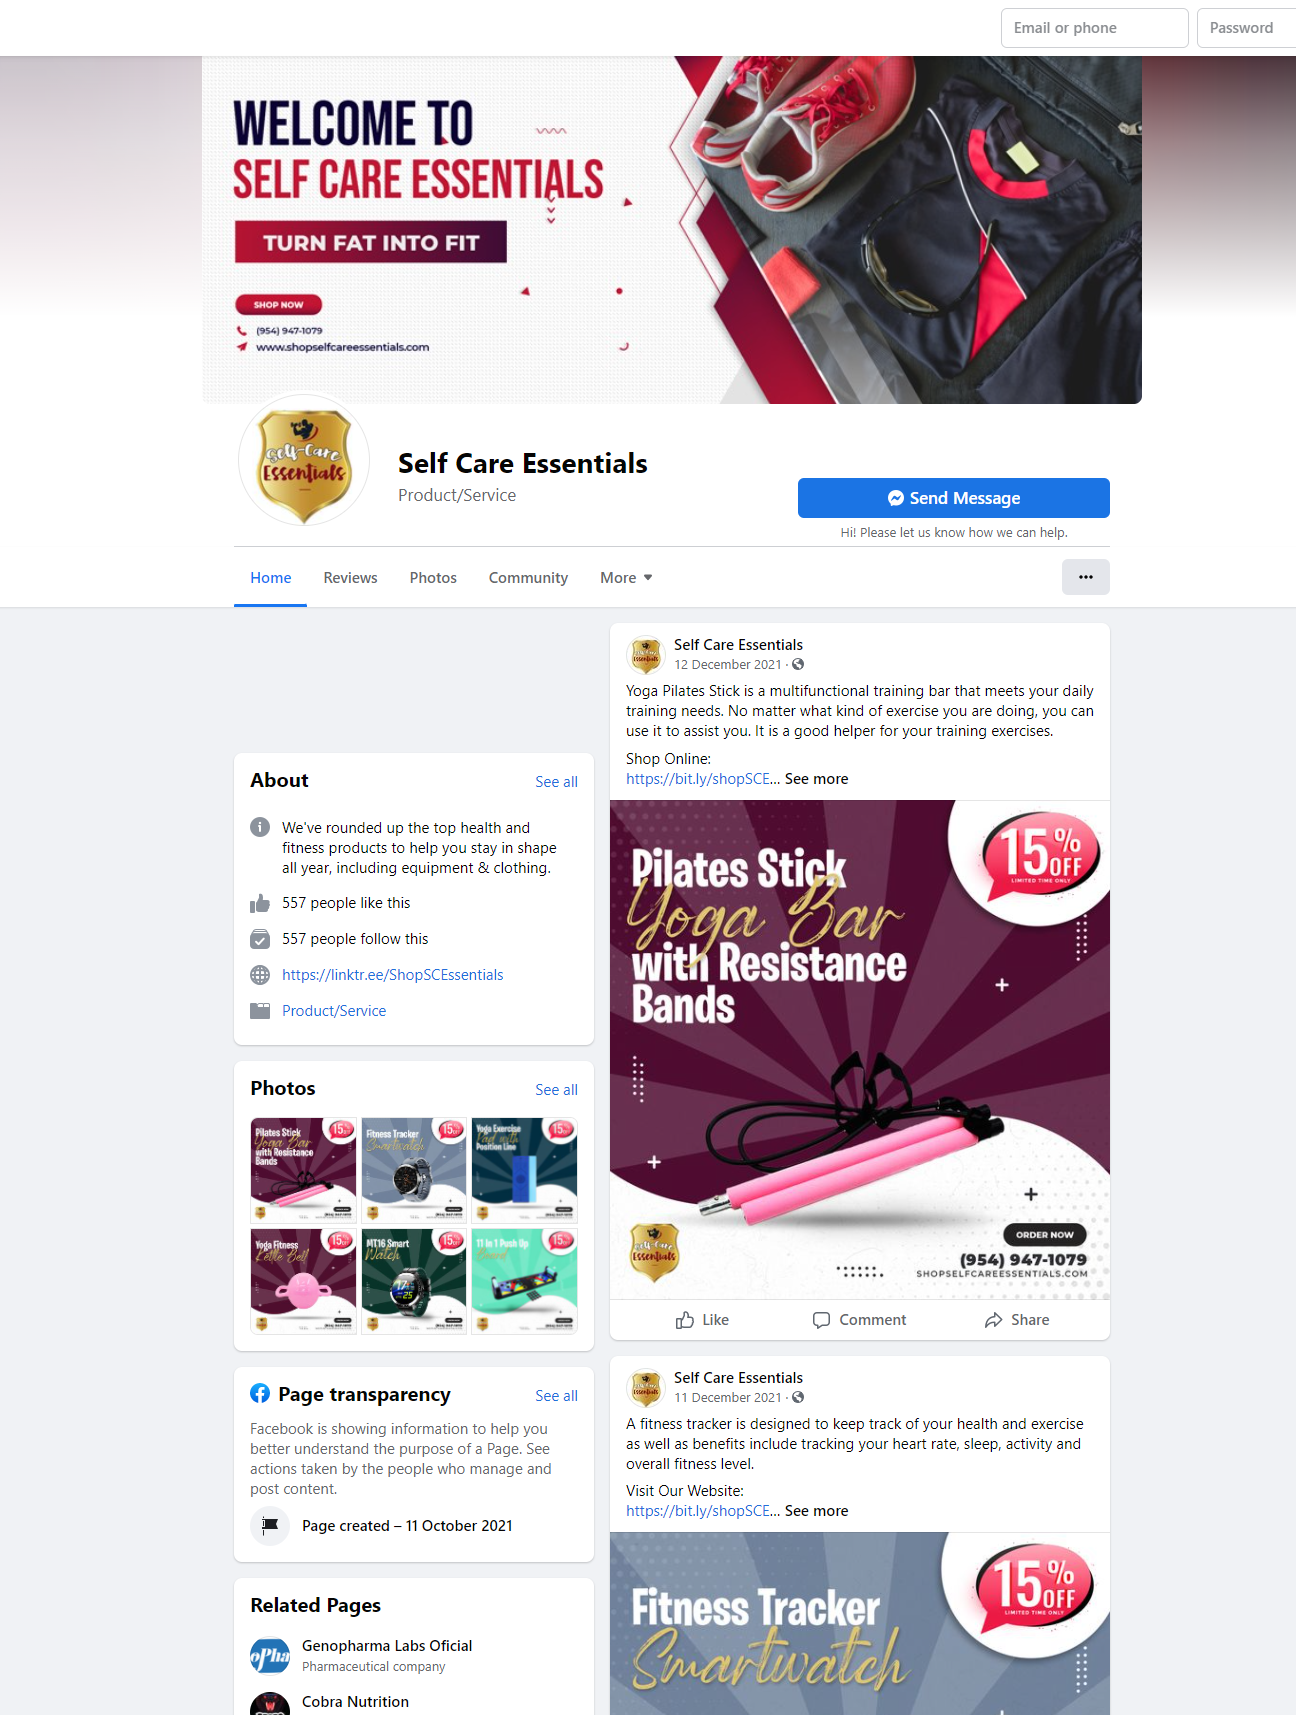 Email or phone
Password
WELCOME TO
SELF CARE ESSENTIALS
TURN FAT INTO FIT
SHOP NOW
(954) 947-1079
www.shopselfcareessentials.com
Self-Care
Essentials
Self Care Essentials
Product/Service
Send Message
Hi! Please let us know how we can help.
Home
Reviews
Photos
Community
More
About
See all
We've rounded up the top health and
fitness products to help you stay in shape
all year, including equipment & clothing.
557 people like this
557 people follow this
https://linktr.ee/ShopSCEssentials
Product/Service
Photos
See all
Pilates Stick
Yoga Bar
with Resistance
Bands
15%
Fitness Tracker
Smartwatch
15%
Yoga Exercise
Pad with
Position Line
15%
Yoga Fitness
Kettle Bell
15%
MT16 Smart
Watch
15%
11 In 1 Push Up
Board
15%
Page transparency
See all
Facebook is showing information to help you
better understand the purpose of a Page. See
actions taken by the people who manage and
post content.
Page created – 11 October 2021
Related Pages
oPha
Genopharma Labs Oficial
Pharmaceutical company
Cobra Nutrition
Self Care Essentials
12 December 2021 ·
Yoga Pilates Stick is a multifunctional training bar that meets your daily
training needs. No matter what kind of exercise you are doing, you can
use it to assist you. It is a good helper for your training exercises.
Shop Online:
https://bit.ly/shopSCE... See more
Pilates Stick
Yoga Bar
with Resistance
Bands
15% OFF
LIMITED TIME ONLY
Self-Care
Essentials
ORDER NOW
(954) 947-1079
SHOPSELFCAREESSENTIALS.COM
Like
Comment
Share
Self Care Essentials
11 December 2021 ·
A fitness tracker is designed to keep track of your health and exercise
as well as benefits include tracking your heart rate, sleep, activity and
overall fitness level.
Visit Our Website:
https://bit.ly/shopSCE... See more
Fitness Tracker
Smartwatch
15% OFF
LIMITED TIME ONLY